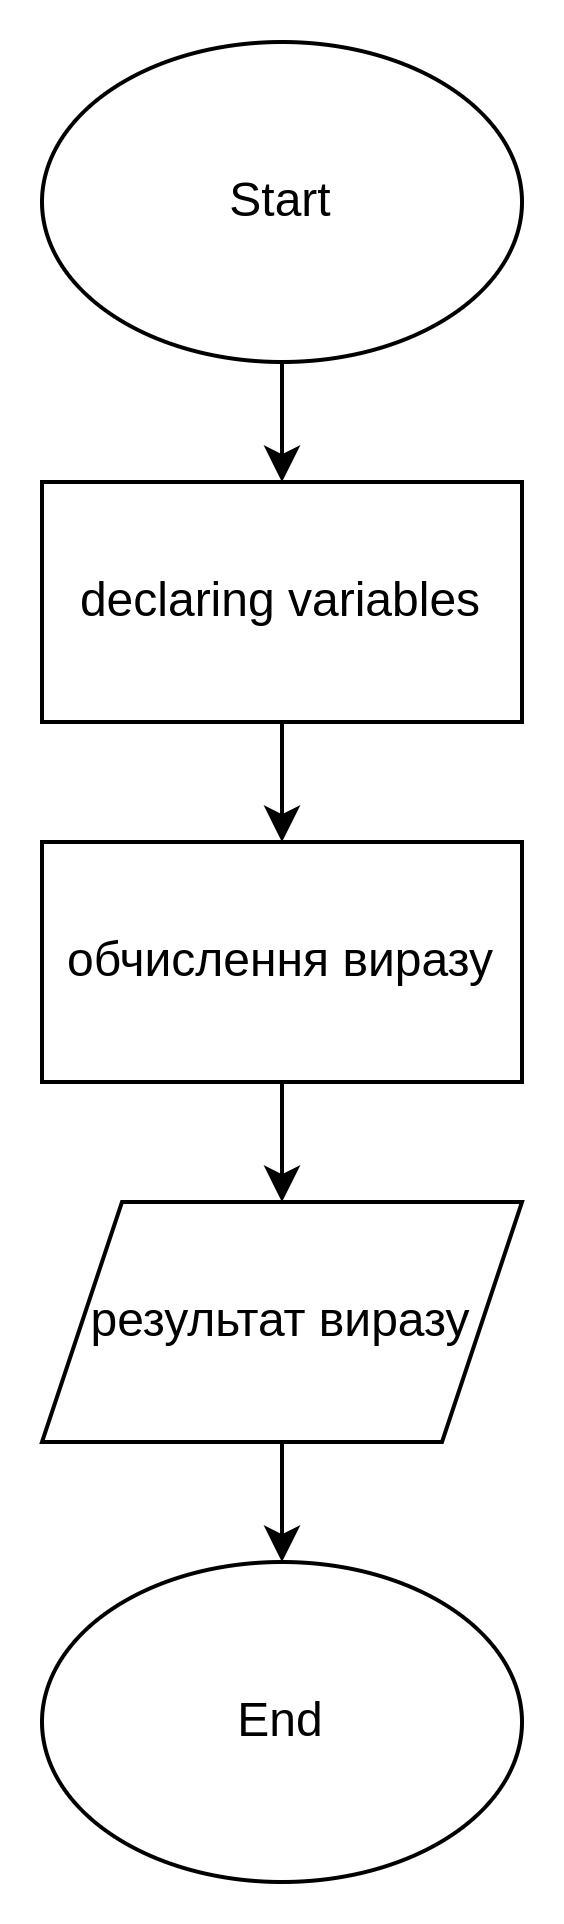 Start
declaring variables
обчислення виразу
результат виразу
End